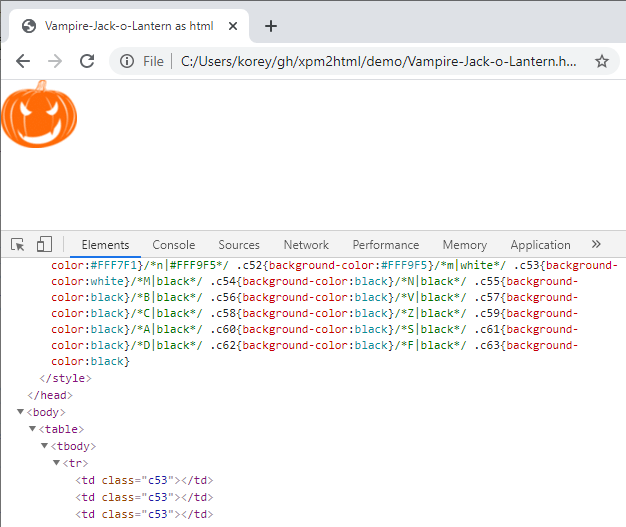 Vampire-Jack-o-Lantern as html
File C:/Users/korey/gh/xpm2html/demo/Vampire-Jack-o-Lantern.h...
Elements Console Sources Network Performance Memory Application »
color:#FFF7F1}/*n|#FFF9F5*/ .c52{background-color:#FFF9F5}/*m|white*/ .c53{background-
color:white}/*M|black*/ .c54{background-color:black}/*N|black*/ .c55{background-
color:black}/*B|black*/ .c56{background-color:black}/*V|black*/ .c57{background-
color:black}/*C|black*/ .c58{background-color:black}/*Z|black*/ .c59{background-
color:black}/*A|black*/ .c60{background-color:black}/*S|black*/ .c61{background-
color:black}/*D|black*/ .c62{background-color:black}/*F|black*/ .c63{background-
color:black}
</style>
</head>
<body>
<table>
<tbody>
<tr>
<td class="c53"></td>
<td class="c53"></td>
<td class="c53"></td>